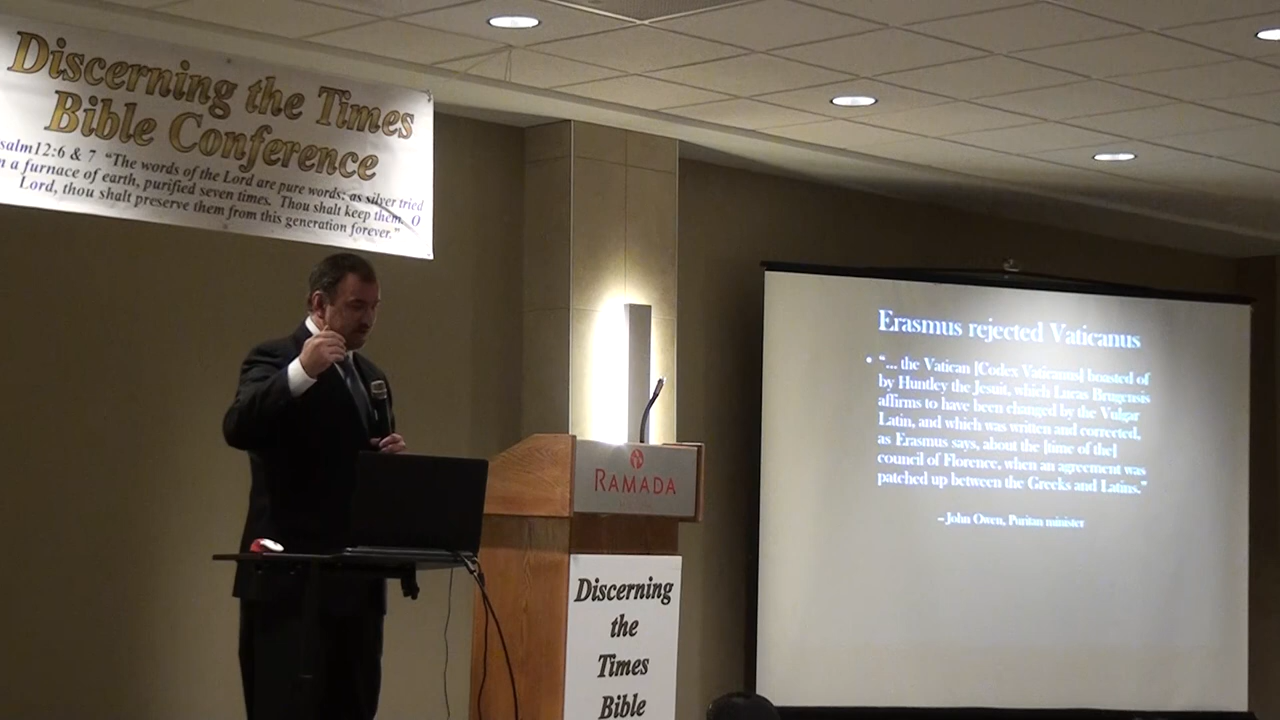 Discerning the Times
Bible Conference
salm12:6 & 7 "The words of the Lord are pure words: as silver tried
n a furnace of earth, purified seven times. Thou shalt keep them, O
Lord, thou shalt preserve them from this generation forever."
RAMADA
Discerning
the
Times
Bible
Erasmus rejected Vaticanus
• "... the Vatican [Codex Vaticanus] boasted of
by Huntley the Jesuit, which Lucas Brugensis
affirms to have been changed by the Vulgar
Latin, and which was written and corrected,
as Erasmus says, about the [time of the]
council of Florence, when an agreement was
patched up between the Greeks and Latins."
– John Owen, Puritan minister